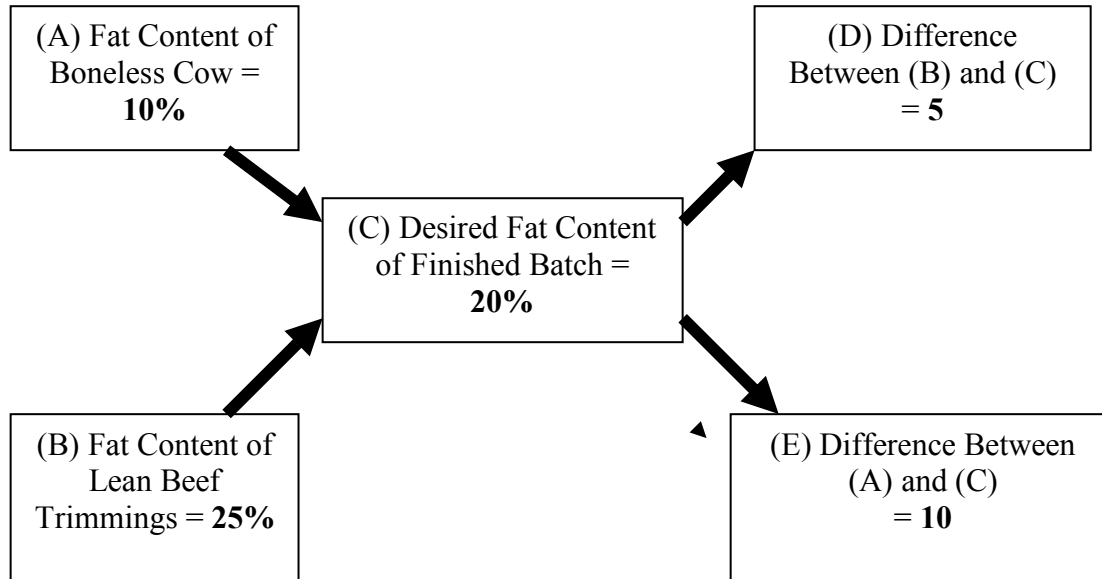 (A) Fat Content of
Boneless Cow =
10%
(D) Difference
Between (B) and (C)
= 5
(C) Desired Fat Content
of Finished Batch =
20%
(B) Fat Content of
Lean Beef
Trimmings = 25%
(E) Difference Between
(A) and (C)
= 10